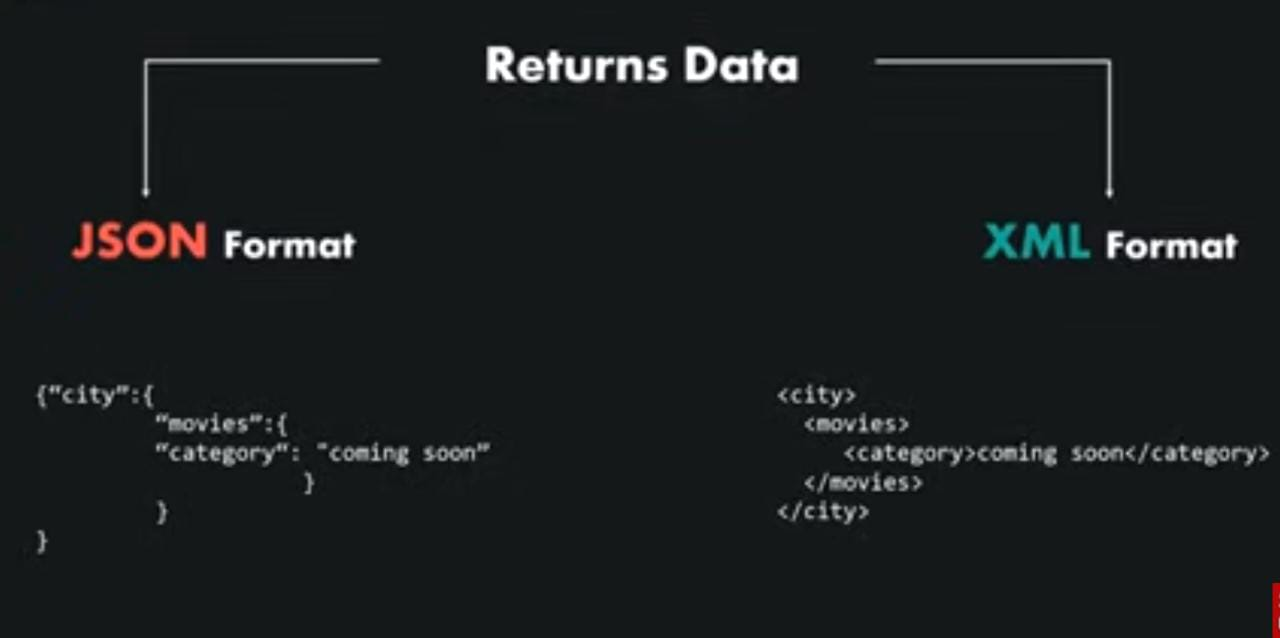 Returns Data
JSON Format
XML Format
{“city”:{
“movies”:{
“category“: "coming soon”
}
}
}
<city>
<movies>
<category>coming soon</category>
</movies>
</city>